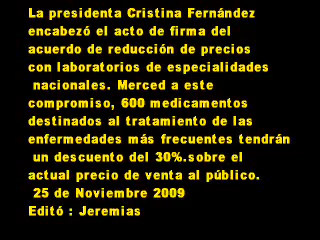 La presidenta Cristina Fernández
encabezó el acto de firma del
acuerdo de reducción de precios
con laboratorios de especialidades
nacionales. Merced a este
compromiso, 600 medicamentos
destinados al tratamiento de las
enfermedades más frecuentes tendrán
un descuento del 30%.sobre el
actual precio de venta al público.
25 de Noviembre 2009
Editó : Jeremias